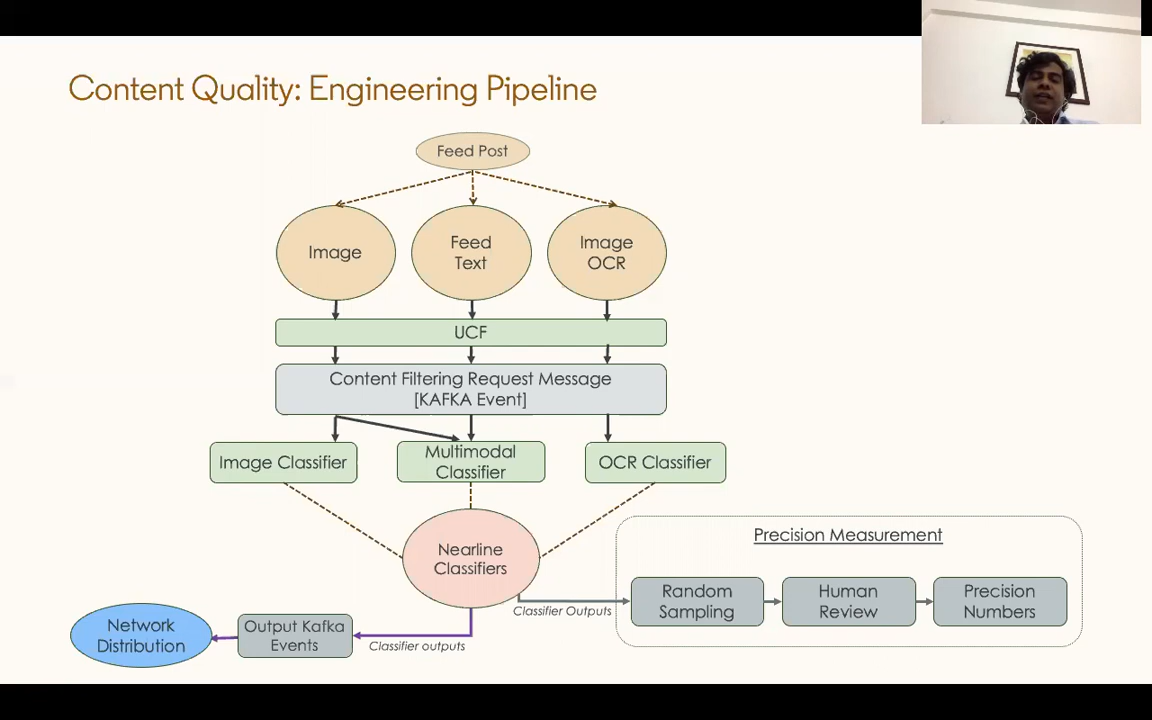 Content Quality: Engineering Pipeline
Feed Post
Image
Feed
Text
Image
OCR
UCF
Content Filtering Request Message
[KAFKA Event]
Image Classifier
Multimodal
Classifier
OCR Classifier
Nearline
Classifiers
Precision Measurement
Classifier Outputs
Random
Sampling
Human
Review
Precision
Numbers
Network
Distribution
Output Kafka
Events
Classifier outputs